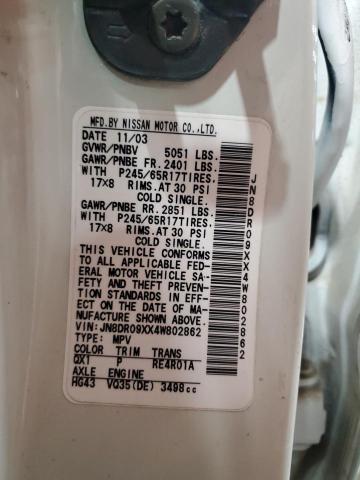 MFD.BY NISSAN MOTOR CO.,LTD.
DATE 11/03
GVWR/PNBV 5051 LBS.
GAWR/PNBE FR. 2401 LBS.
WITH P245/65R17TIRES,
17×8 RIMS.AT 30 PSI
COLD SINGLE.
GAWR/PNBE RR. 2851 LBS.
WITH P245/65R17TIRES,
17×8 RIMS.AT 30 PSI
COLD SINGLE.
THIS VEHICLE CONFORMS
TO ALL APPLICABLE FED-
ERAL MOTOR VEHICLE SA-
FETY AND THEFT PREVEN-
TION STANDARDS IN EFF-
ECT ON THE DATE OF MA-
NUFACTURE SHOWN ABOVE.
VIN:JN8DR09XX4W802862
TYPE: MPV
COLOR TRIM TRANS
QX1 P RE4R01A
AXLE ENGINE
HG43 VQ35(DE) 3498cc
JN8DR09XX4W802862